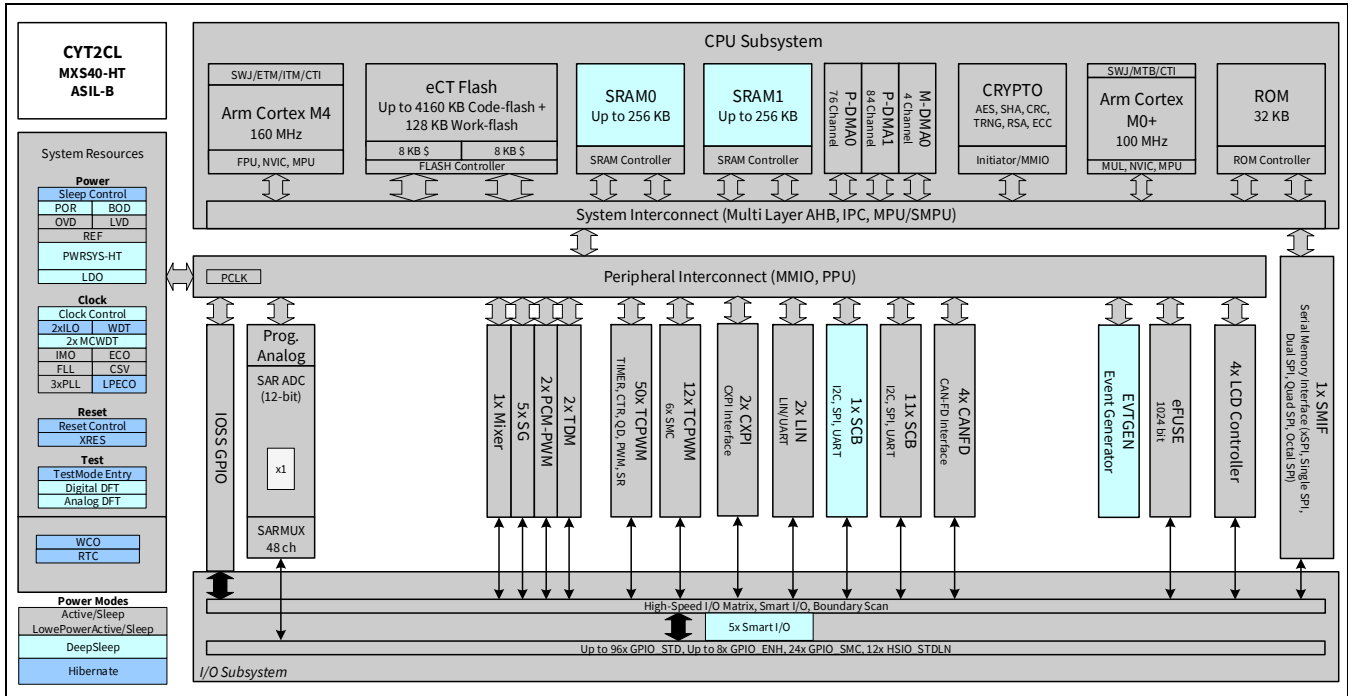 CYT2CL
MXS40-HT
ASIL-B
System Resources
Power
Sleep Control
POR
BOD
OVD
LVD
REF
PWRSYS-HT
LDO
Clock
Clock Control
2xILO
WDT
2x MCWDT
IMO
ECO
FLL
CSV
3xPLL
LPECO
Reset
Reset Control
XRES
Test
TestMode Entry
Digital DFT
Analog DFT
WCO
RTC
Power Modes
Active/Sleep
LowePowerActive/Sleep
DeepSleep
Hibernate
CPU Subsystem
SWJ/ETM/ITM/CTI
Arm Cortex M4
160 MHz
FPU, NVIC, MPU
eCT Flash
Up to 4160 KB Code-flash +
128 KB Work-flash
8 KB $
8 KB $
FLASH Controller
SRAM0
Up to 256 KB
SRAM Controller
SRAM1
Up to 256 KB
SRAM Controller
P-DMA0
76 Channel
P-DMA1
84 Channel
M-DMA0
4 Channel
CRYPTO
AES, SHA, CRC,
TRNG, RSA, ECC
Initiator/MMIO
SWJ/MTB/CTI
Arm Cortex
M0+
100 MHz
MUL, NVIC, MPU
ROM
32 KB
ROM Controller
System Interconnect (Multi Layer AHB, IPC, MPU/SMPU)
PCLK
Peripheral Interconnect (MMIO, PPU)
IOSS GPIO
Prog.
Analog
SAR ADC
(12-bit)
x1
SARMUX
48 ch
1x Mixer
5x SG
2x PCM-PWM
2x TDM
50x TCPWM
TIMER, CTR, QD, PWM, SR
12x TCPWM
6x SMC
2x CXPI
CXPI Interface
2x LIN
LIN/UART
1x SCB
I2C, SPI, UART
11x SCB
I2C, SPI, UART
4x CANFD
CAN-FD Interface
EVTGEN
Event Generator
eFUSE
1024 bit
4x LCD Controller
1x SMIF
Serial Memory Interface (xSPI, Single SPI,
Dual SPI, Quad SPI, Octal SPI)
High-Speed I/O Matrix, Smart I/O, Boundary Scan
5x Smart I/O
Up to 96x GPIO_STD, Up to 8x GPIO_ENH, 24x GPIO_SMC, 12x HSIO_STDLN
I/O Subsystem